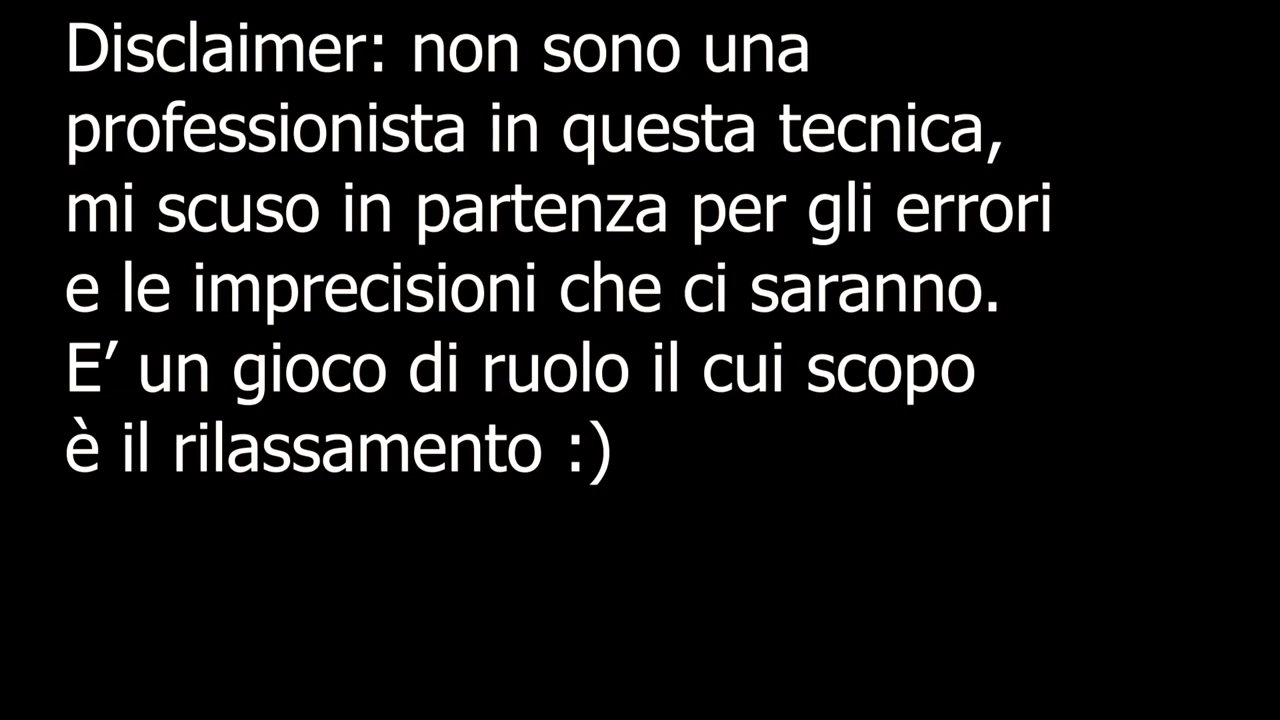 Disclaimer: non sono una
professionista in questa tecnica,
mi scuso in partenza per gli errori
e le imprecisioni che ci saranno.
E’ un gioco di ruolo il cui scopo
è il rilassamento :)